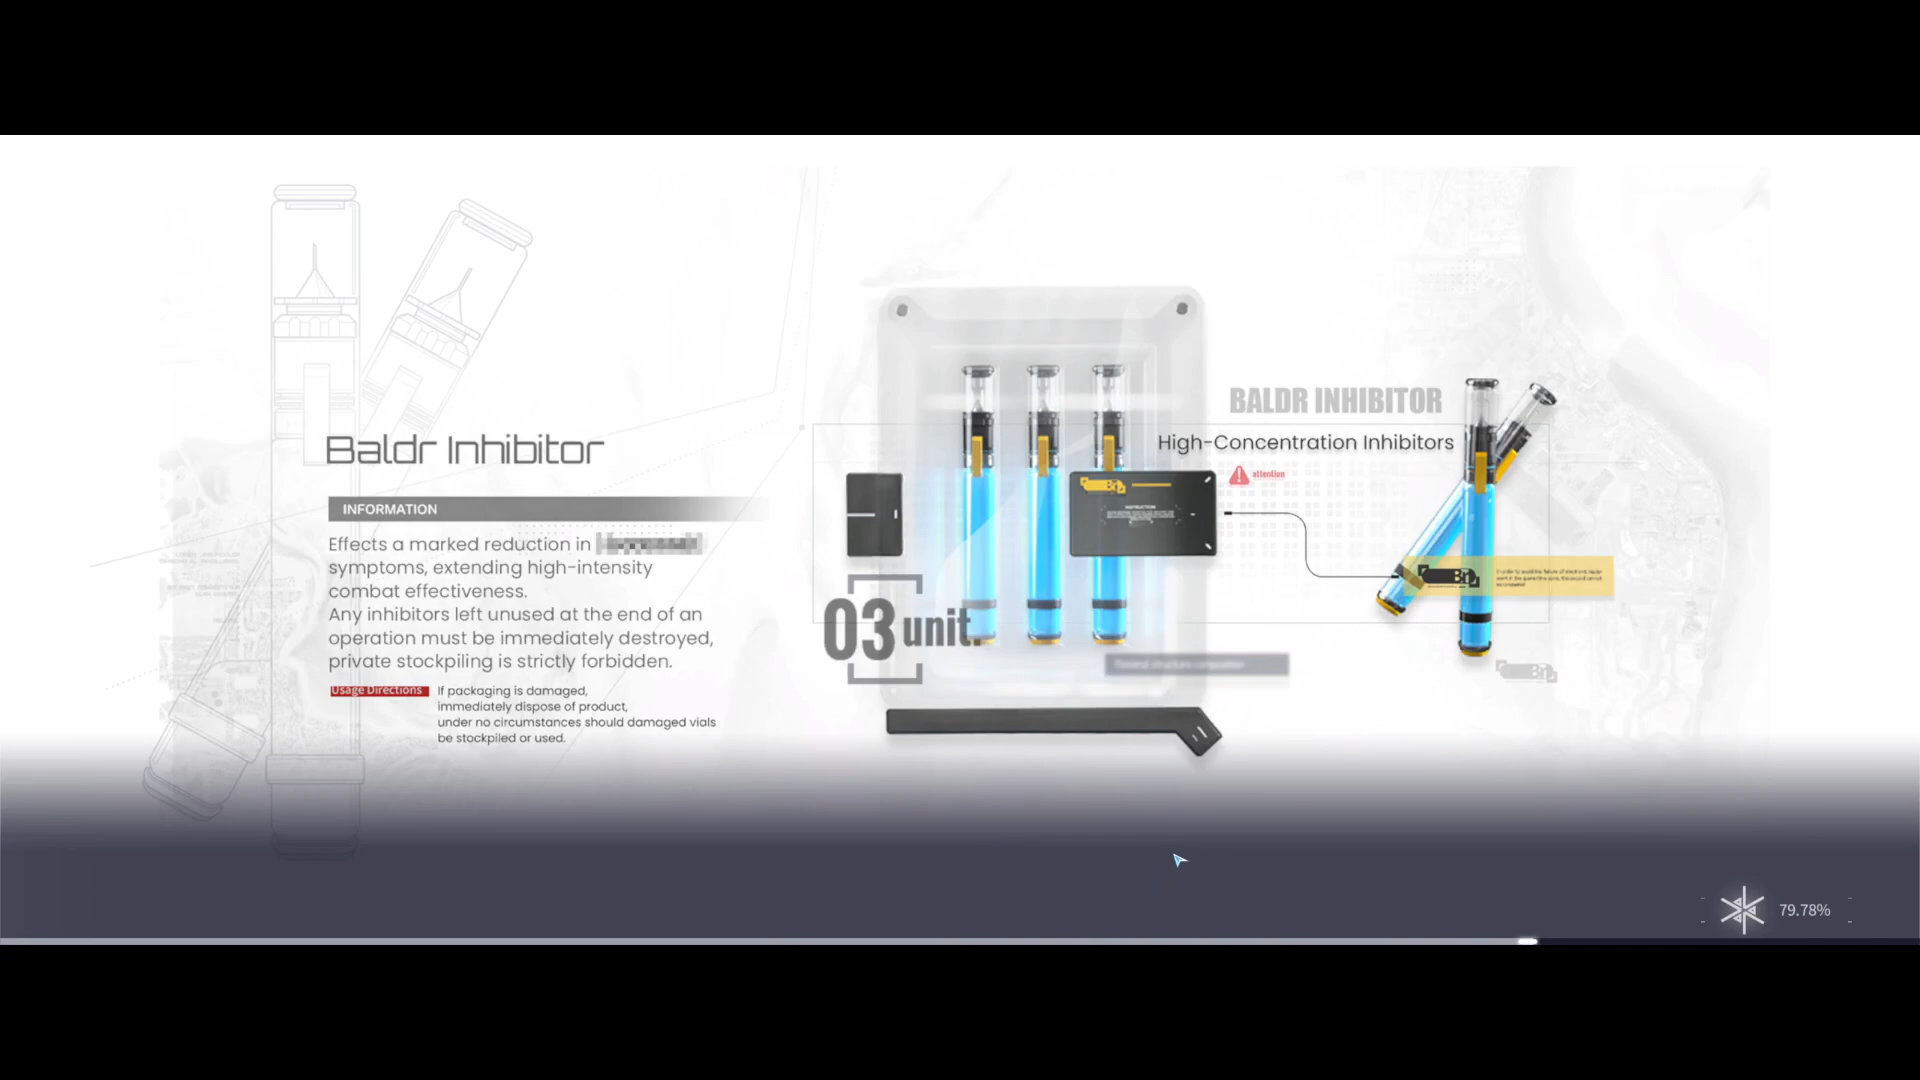 Baldr Inhibitor
INFORMATION
Effects a marked reduction in
symptoms, extending high-intensity
combat effectiveness.
Any inhibitors left unused at the end of an
operation must be immediately destroyed,
private stockpiling is strictly forbidden.
Usage Directions
If packaging is damaged,
immediately dispose of product,
under no circumstances should damaged vials
be stockpiled or used.
03 unit.
INSTRUCTION
BALDR INHIBITOR
High-Concentration Inhibitors
attention
Br
79.78%